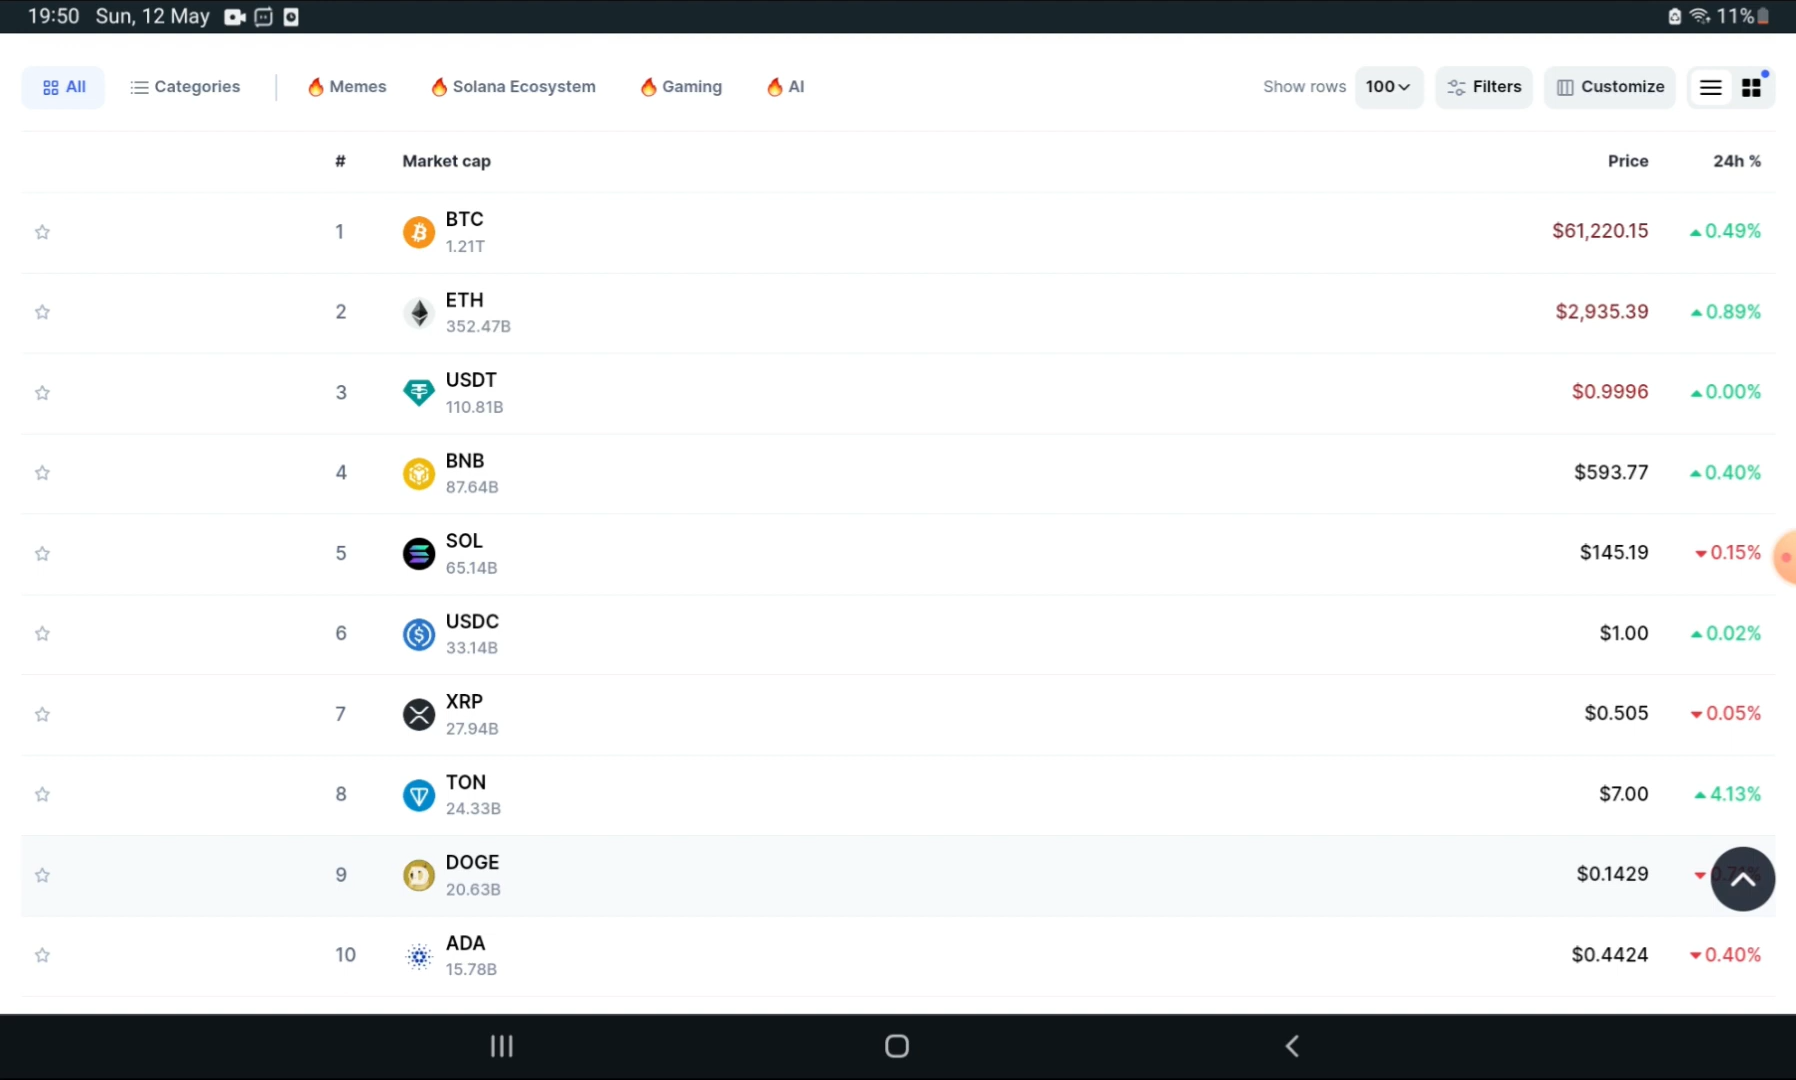 19:50 Sun, 12 May 11%
All Categories Memes Solana Ecosystem Gaming AI Show rows 100 Filters Customize
# Market cap Price 24h %
1 BTC $61,220.15 0.49%
1.21T
2 ETH $2,935.39 0.89%
352.47B
3 USDT $0.9996 0.00%
110.81B
4 BNB $593.77 0.40%
87.64B
5 SOL $145.19 0.15%
65.14B
6 USDC $1.00 0.02%
33.14B
7 XRP $0.505 0.05%
27.94B
8 TON $7.00 4.13%
24.33B
9 DOGE $0.1429
20.63B
10 ADA $0.4424 0.40%
15.78B